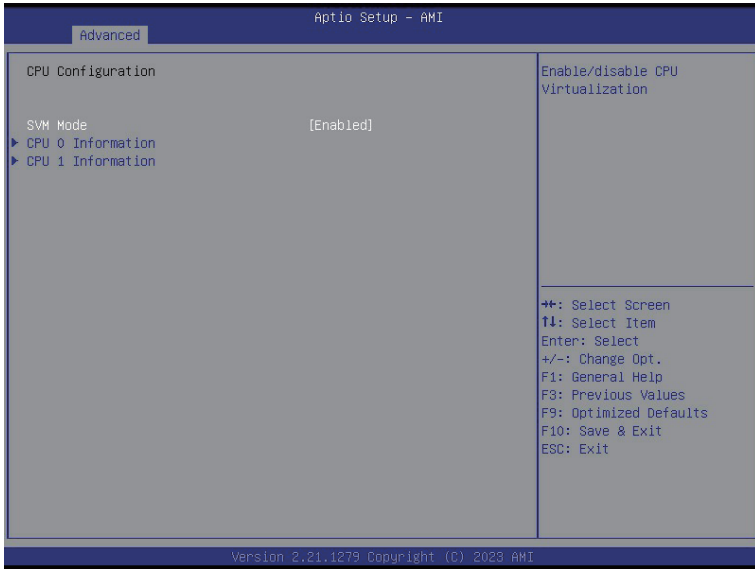 Aptio Setup – AMI
Advanced
CPU Configuration
SVM Mode [Enabled]
▶ CPU 0 Information
▶ CPU 1 Information
Enable/disable CPU
Virtualization
→←: Select Screen
↑↓: Select Item
Enter: Select
+/-: Change Opt.
F1: General Help
F3: Previous Values
F9: Optimized Defaults
F10: Save & Exit
ESC: Exit
Version 2.21.1279 Copyright (C) 2023 AMI